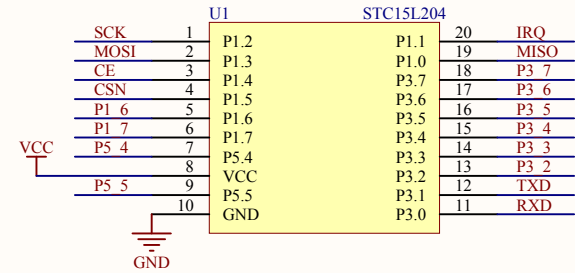 U1 STC15L204
SCK 1 P1.2 P1.1 20 IRQ
MOSI 2 P1.3 P1.0 19 MISO
CE 3 P1.4 P3.7 18 P3_7
CSN 4 P1.5 P3.6 17 P3_6
P1_6 5 P1.6 P3.5 16 P3_5
P1_7 6 P1.7 P3.4 15 P3_4
P5_4 7 P5.4 P3.3 14 P3_3
VCC 8 VCC P3.2 13 P3_2
P5_5 9 P5.5 P3.1 12 TXD
10 GND P3.0 11 RXD
GND